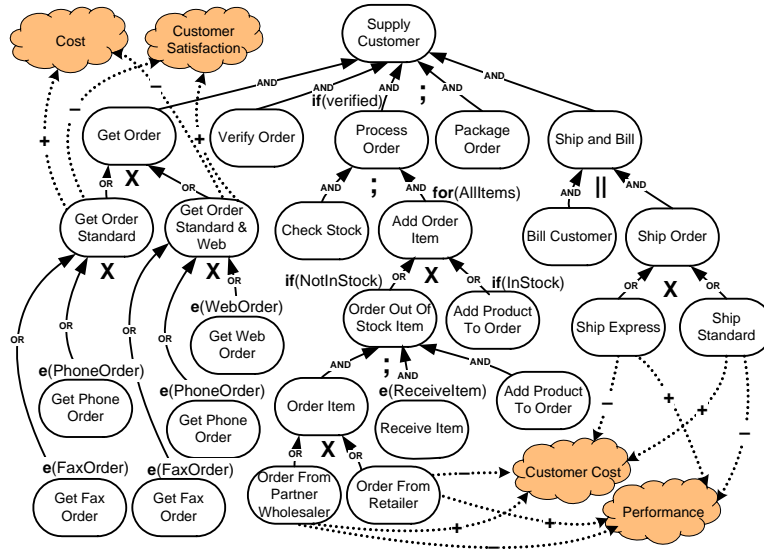 Cost
Customer
Satisfaction
Supply
Customer
AND
AND
AND
AND
AND
if(verified)
;
Get Order
Verify Order
Process
Order
Package
Order
Ship and Bill
+
–
–
+
OR
X
OR
AND
;
AND
for(AllItems)
AND
||
AND
Get Order
Standard
Get Order
Standard &
Web
Check Stock
Add Order
Item
Bill Customer
Ship Order
X
X
if(NotInStock)
OR
X
OR
if(InStock)
OR
X
OR
e(WebOrder)
OR
Get Web
Order
Order Out Of
Stock Item
Add Product
To Order
Ship Express
Ship
Standard
OR
OR
OR
OR
e(PhoneOrder)
Get Phone
Order
e(PhoneOrder)
Get Phone
Order
AND
;
AND
AND
e(ReceiveItem)
Order Item
Receive Item
Add Product
To Order
–
+
+
–
OR
X
OR
e(FaxOrder)
Get Fax
Order
e(FaxOrder)
Get Fax
Order
Order From
Partner
Wholesaler
Order From
Retailer
–
+
+
–
Customer Cost
Performance